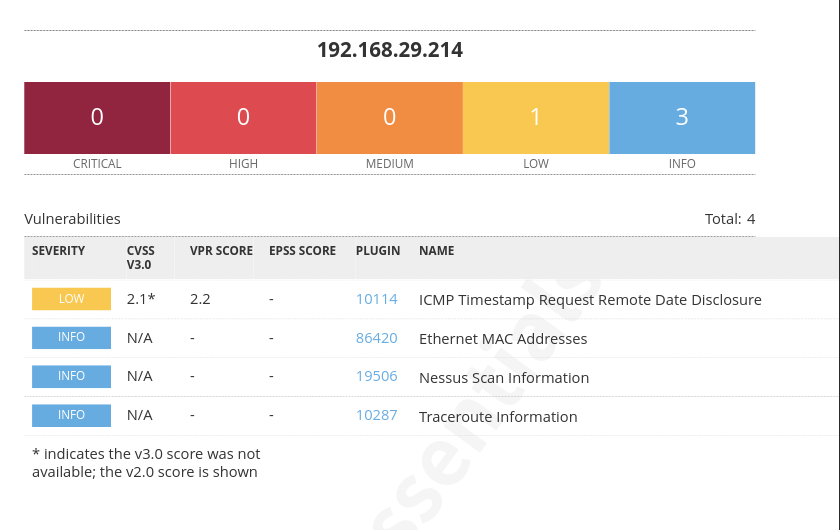 192.168.29.214
0 0 0 1 3
CRITICAL HIGH MEDIUM LOW INFO
Vulnerabilities Total: 4
SEVERITY CVSS V3.0 VPR SCORE EPSS SCORE PLUGIN NAME
LOW 2.1* 2.2 - 10114 ICMP Timestamp Request Remote Date Disclosure
INFO N/A - - 86420 Ethernet MAC Addresses
INFO N/A - - 19506 Nessus Scan Information
INFO N/A - - 10287 Traceroute Information
* indicates the v3.0 score was not
available; the v2.0 score is shown
ssentials